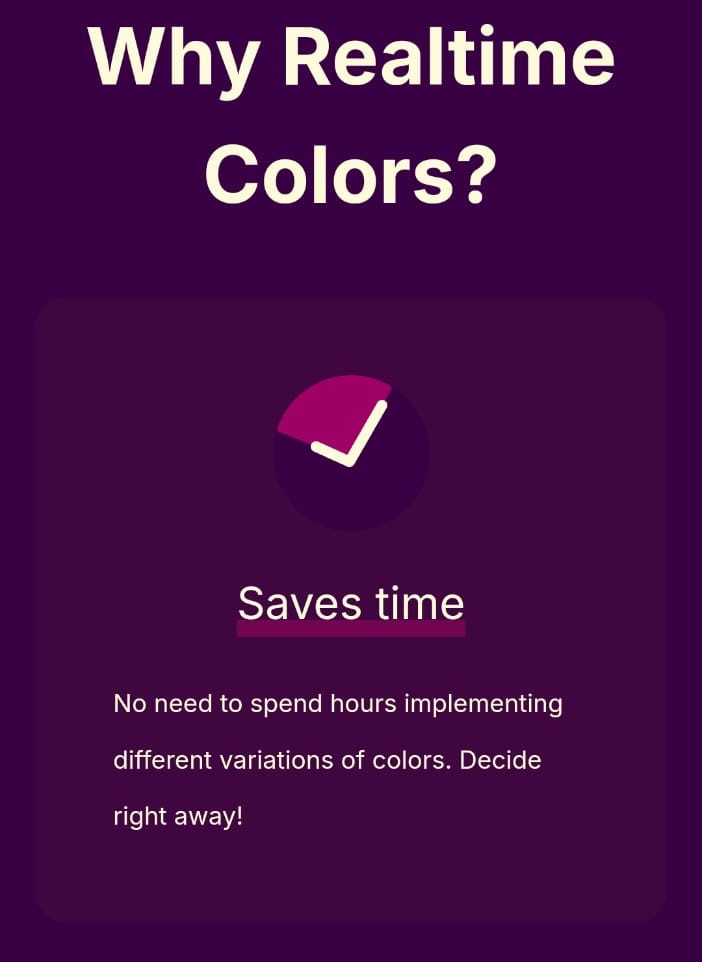 Why Realtime
Colors?
Saves time
No need to spend hours implementing
different variations of colors. Decide
right away!